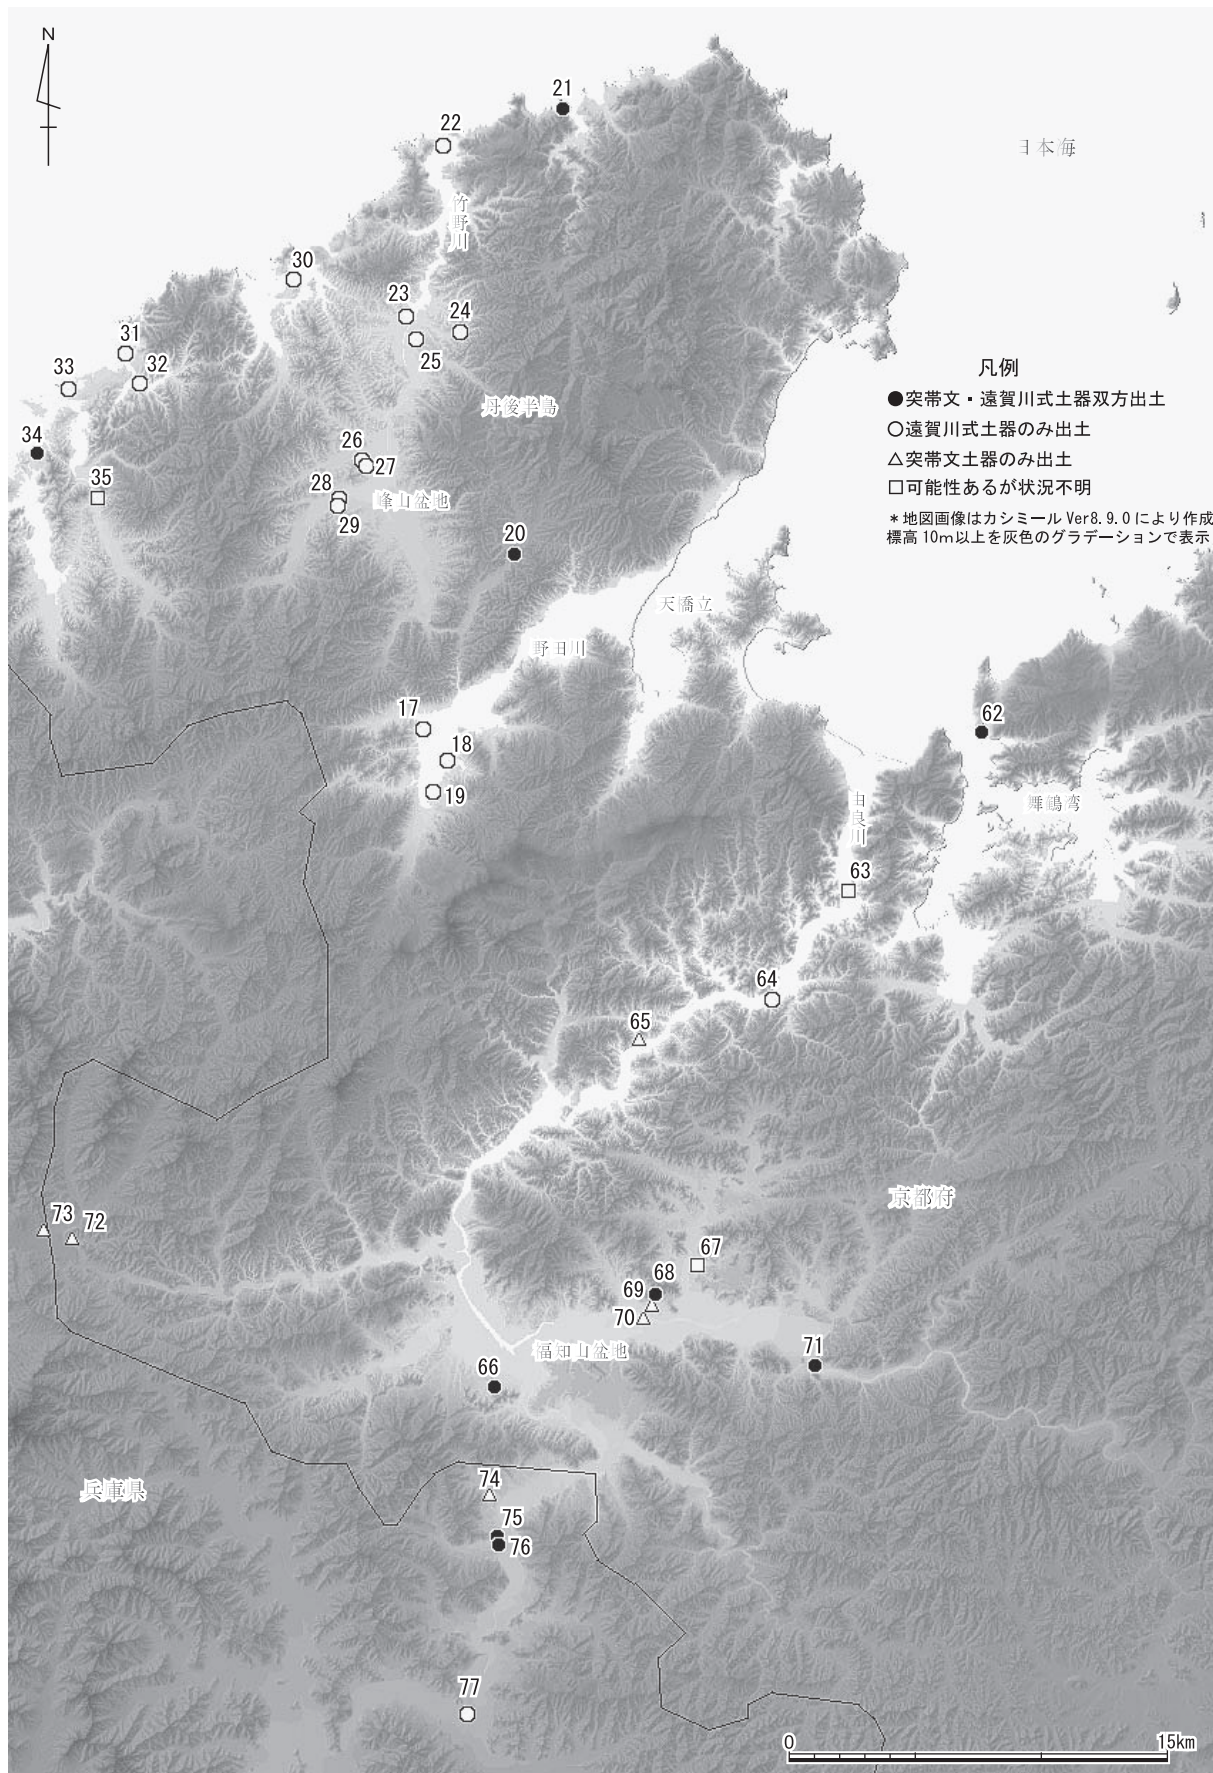 N
21
22
日本海
竹野川
30
23
24
25
31
32
33
凡例
●突帯文・遠賀川式土器双方出土
○遠賀川式土器のみ出土
△突帯文土器のみ出土
□可能性あるが状況不明
＊地図画像はカシミールVer8.9.0により作成
標高10m以上を灰色のグラデーションで表示
丹後半島
34
26
27
35
28
峰山盆地
29
20
天橋立
野田川
17
62
18
19
由良川
舞鶴湾
63
64
65
京都府
73
72
67
68
69
70
福知山盆地
71
66
兵庫県
74
75
76
77
0
15km